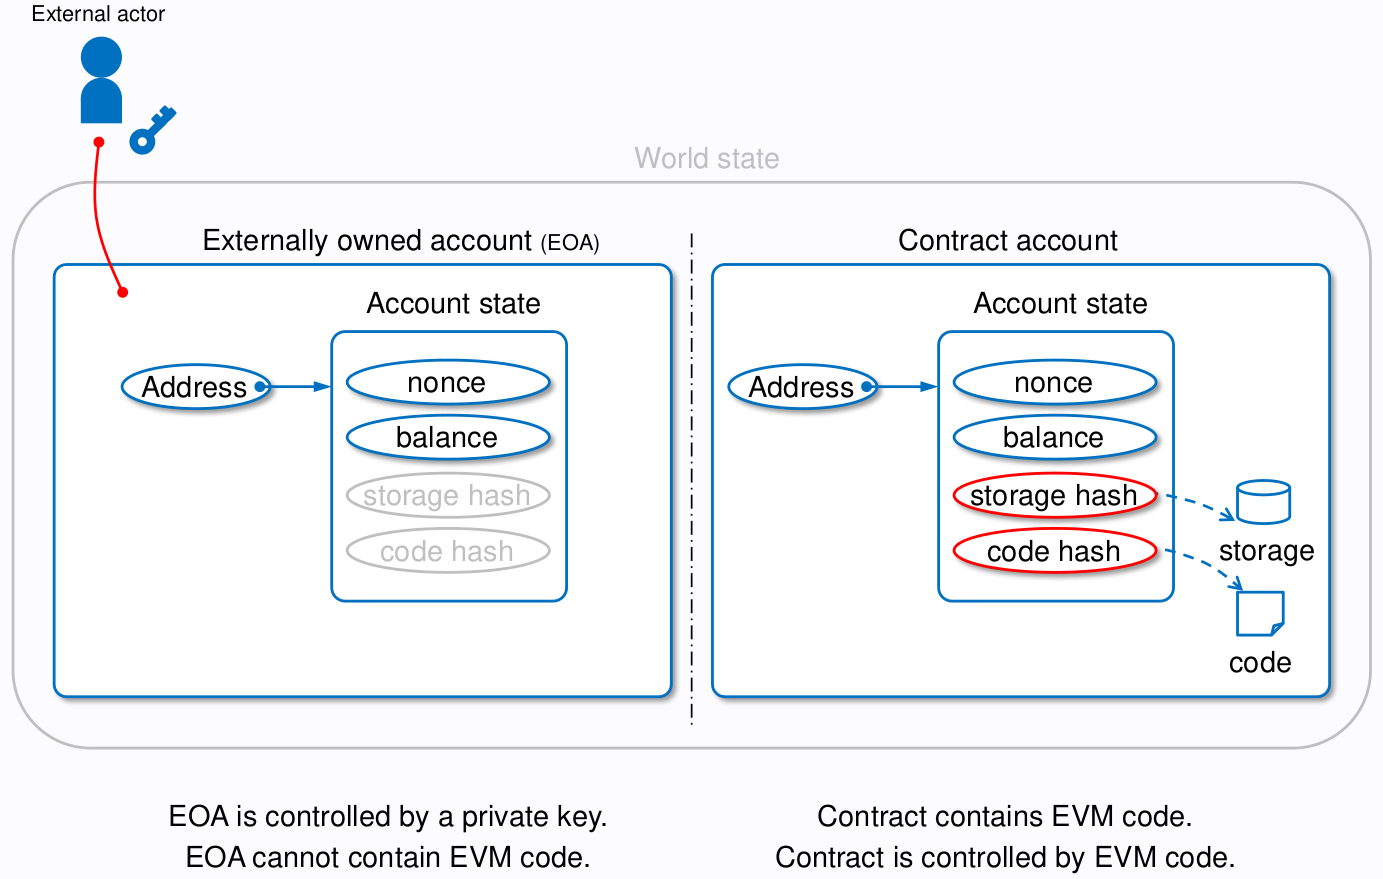 External actor
World state
Externally owned account (EOA)
Account state
Address
nonce
balance
storage hash
code hash
Contract account
Account state
Address
nonce
balance
storage hash
code hash
storage
code
EOA is controlled by a private key.
EOA cannot contain EVM code.
Contract contains EVM code.
Contract is controlled by EVM code.